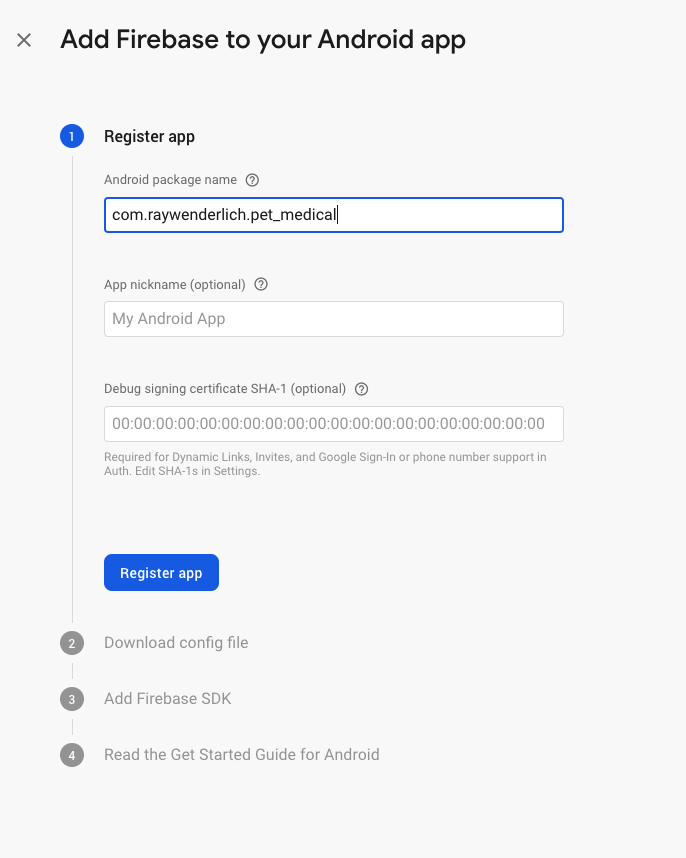 Add Firebase to your Android app
1 Register app
Android package name
com.raywenderlich.pet_medical
App nickname (optional)
My Android App
Debug signing certificate SHA-1 (optional)
00:00:00:00:00:00:00:00:00:00:00:00:00:00:00:00:00:00:00:00
Required for Dynamic Links, Invites, and Google Sign-In or phone number support in
Auth. Edit SHA-1s in Settings.
Register app
2 Download config file
3 Add Firebase SDK
4 Read the Get Started Guide for Android